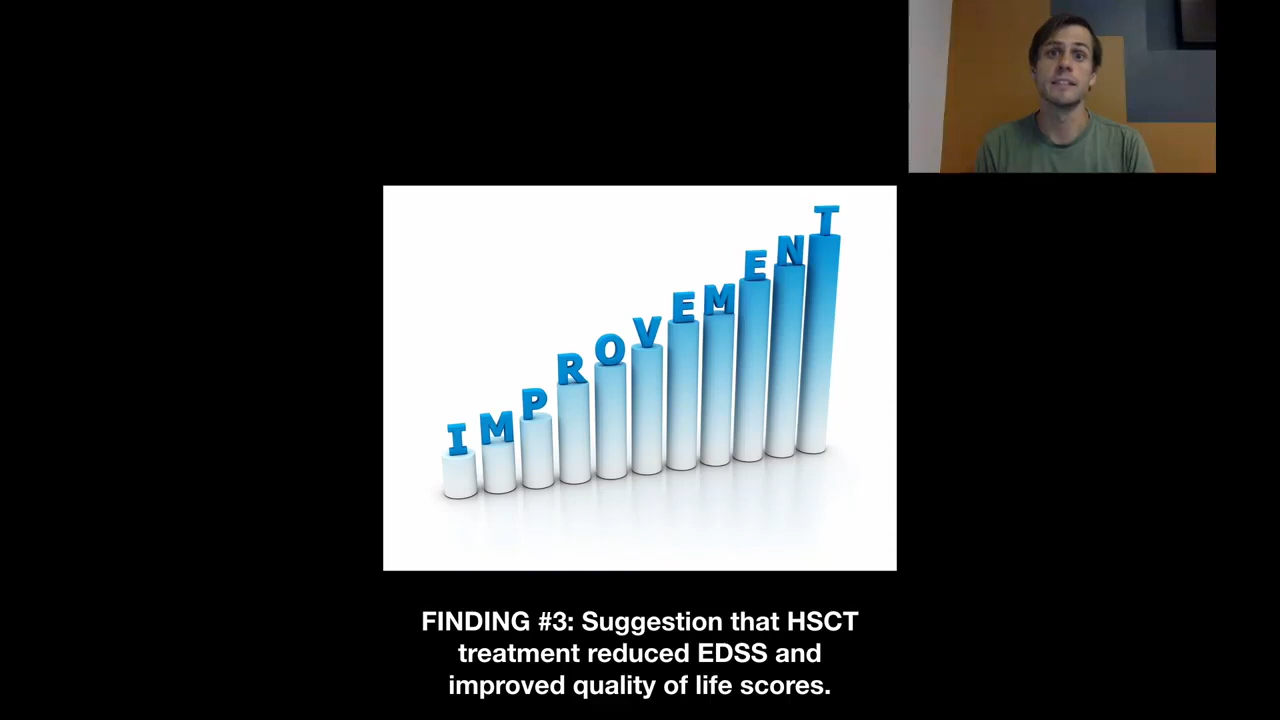 IMPROVEMENT
FINDING #3: Suggestion that HSCT
treatment reduced EDSS and
improved quality of life scores.